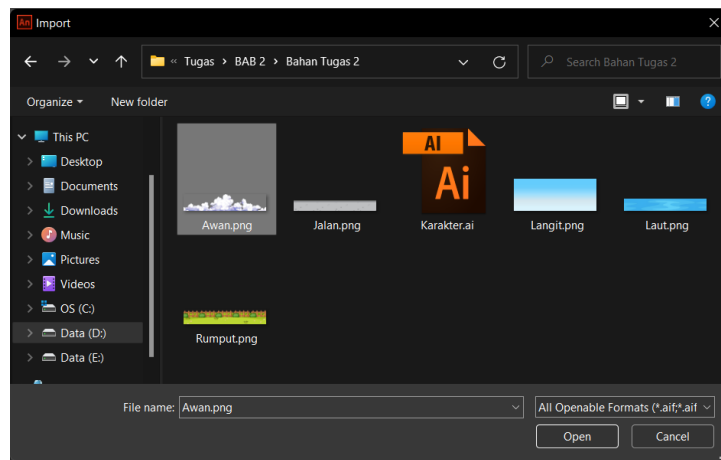 An Import
« Tugas > BAB 2 > Bahan Tugas 2
Search Bahan Tugas 2
Organize
New folder
This PC
Desktop
Documents
Downloads
Music
Pictures
Videos
OS (C:)
Data (D:)
Data (E:)
AI
Ai
Awan.png
Jalan.png
Karakter.ai
Langit.png
Laut.png
Rumput.png
File name: Awan.png
All Openable Formats (*.aif;*.aif
Open
Cancel